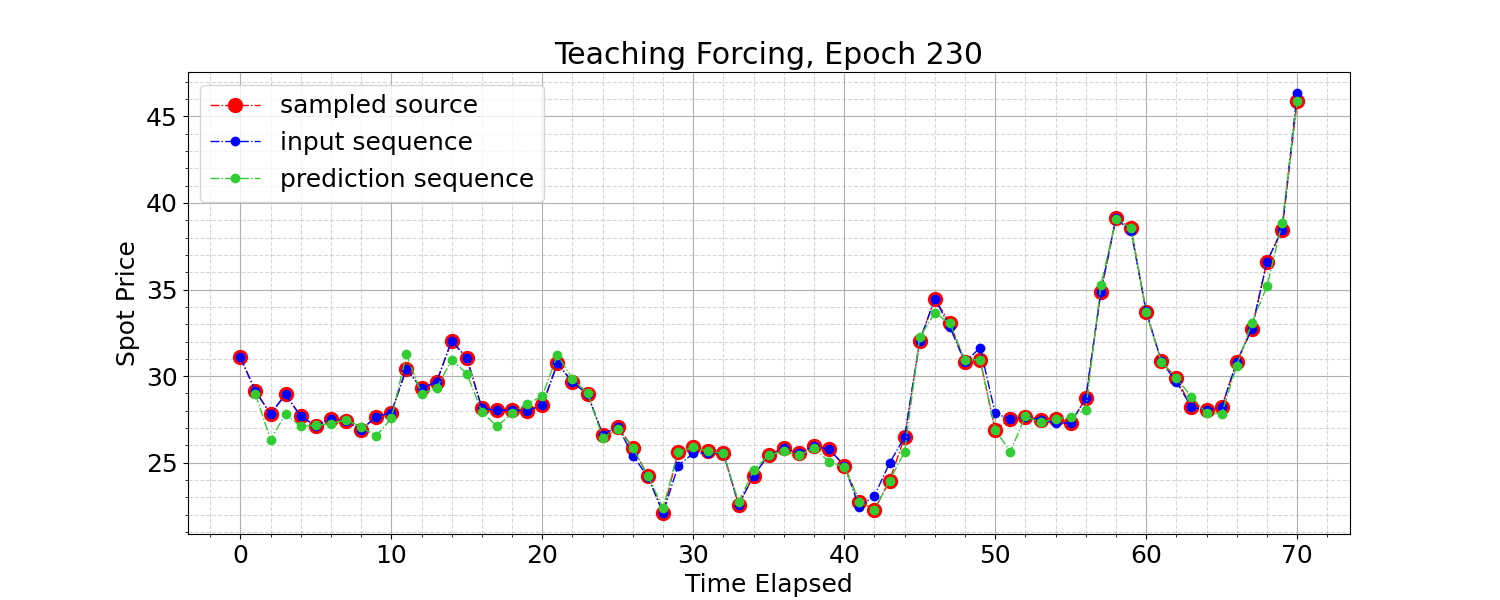 Teaching Forcing, Epoch 230
sampled source
input sequence
prediction sequence
45
40
35
30
25
Spot Price
0 10 20 30 40 50 60 70
Time Elapsed